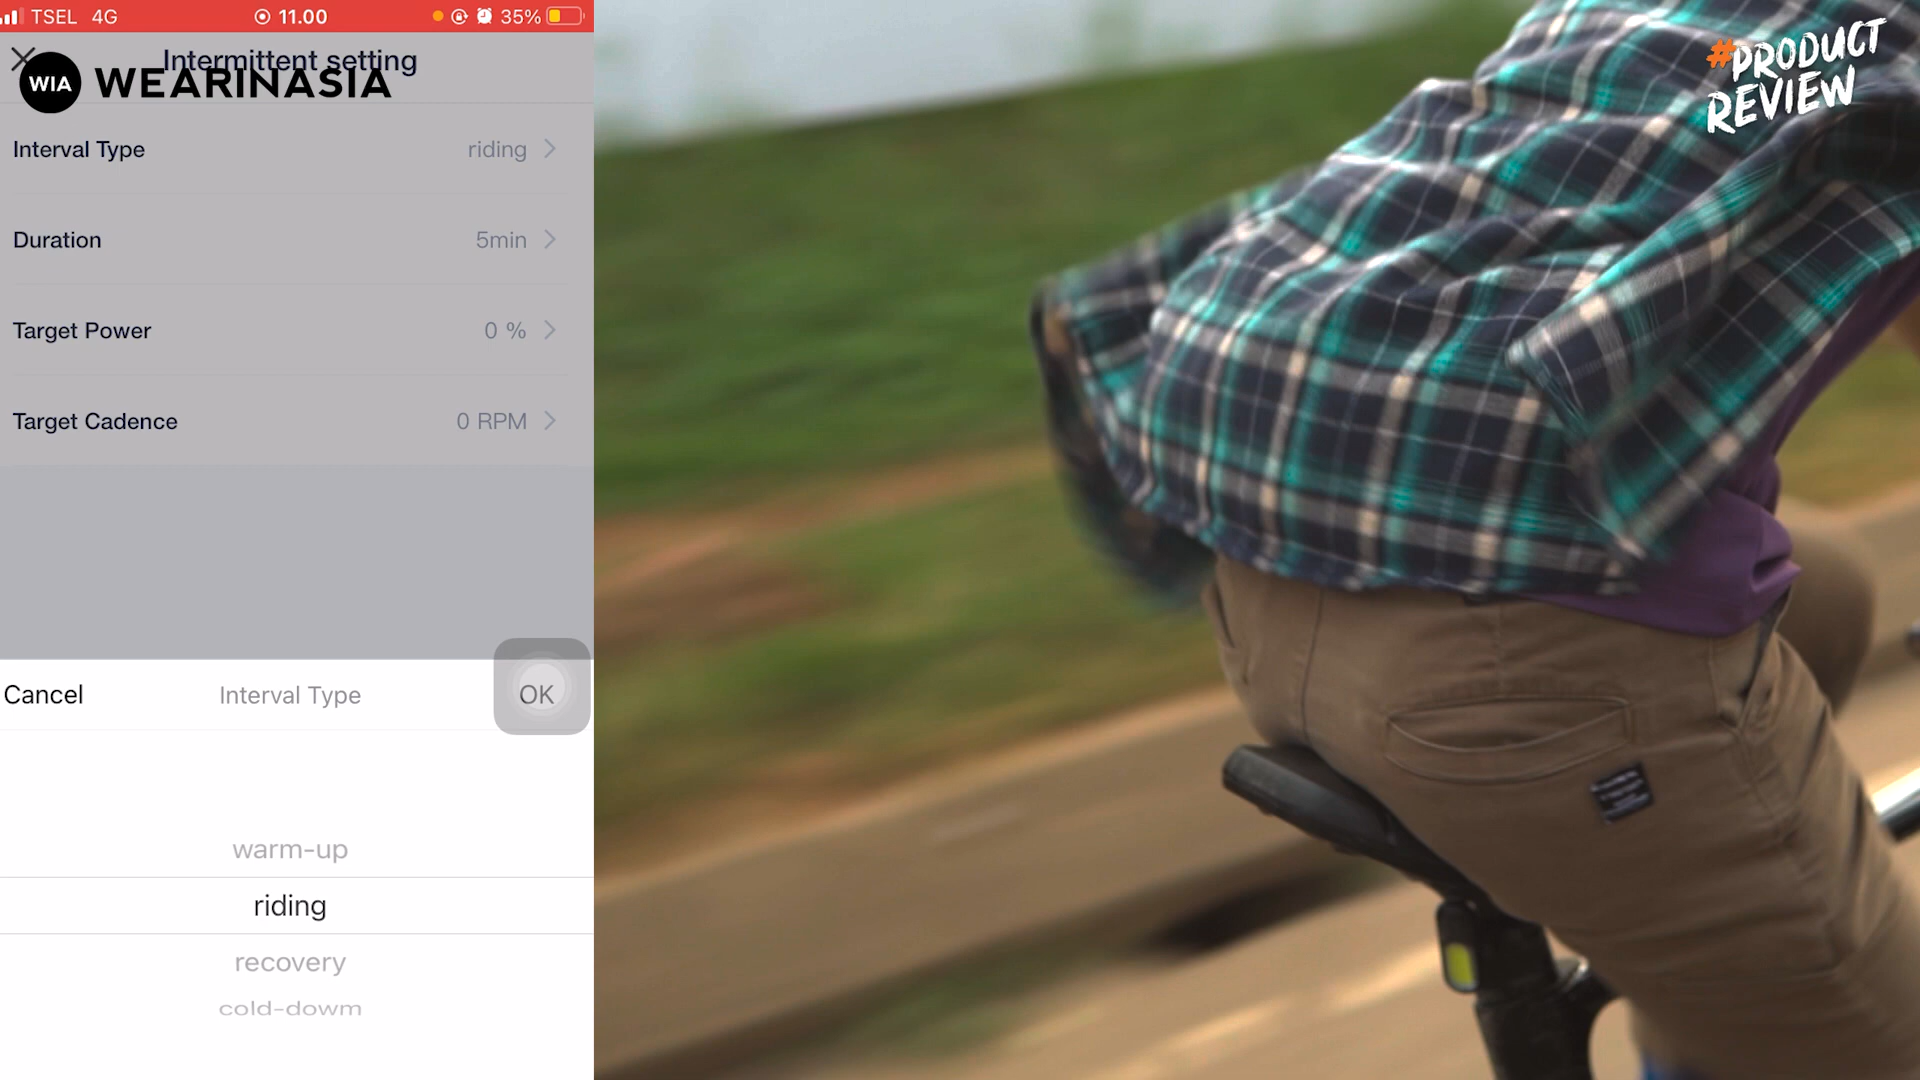 TSEL 4G 11.00 35%
Intermittent setting
WIA WEARINASIA
Interval Type riding
Duration 5min
Target Power 0 %
Target Cadence 0 RPM
Cancel Interval Type OK
warm-up
riding
recovery
cold-dowm
#PRODUCT
REVIEW